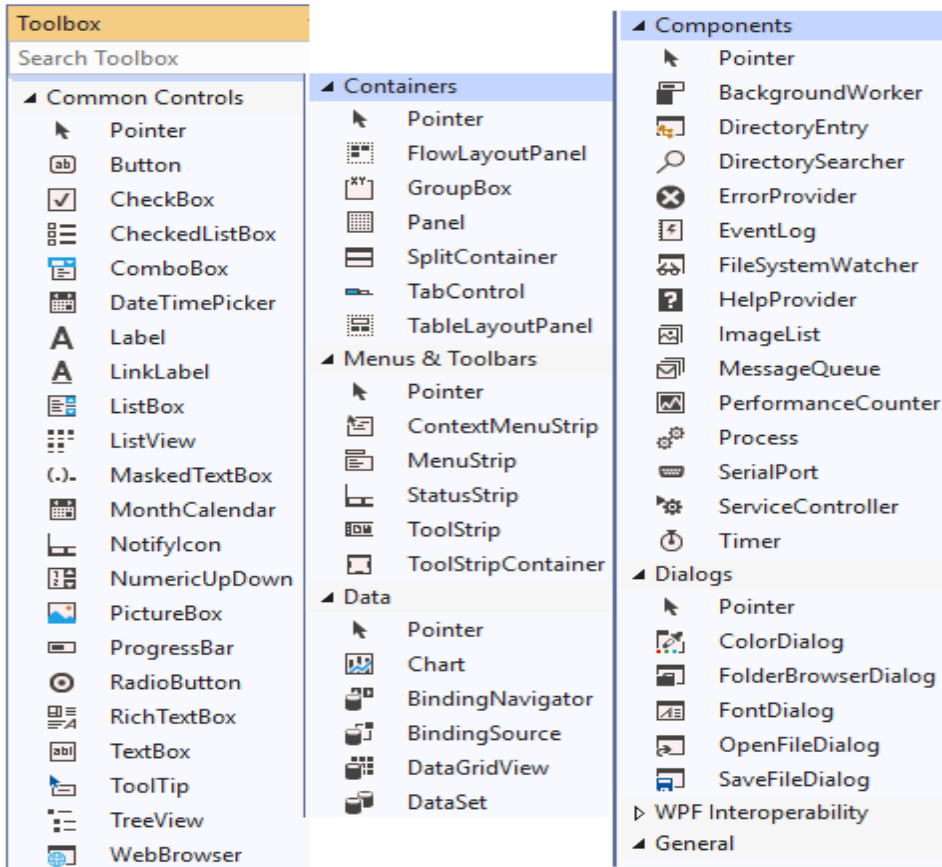 Toolbox
Search Toolbox
Common Controls
Pointer
Button
CheckBox
CheckedListBox
ComboBox
DateTimePicker
Label
LinkLabel
ListBox
ListView
MaskedTextBox
MonthCalendar
NotifyIcon
NumericUpDown
PictureBox
ProgressBar
RadioButton
RichTextBox
TextBox
ToolTip
TreeView
WebBrowser
Containers
Pointer
FlowLayoutPanel
GroupBox
Panel
SplitContainer
TabControl
TableLayoutPanel
Menus & Toolbars
Pointer
ContextMenuStrip
MenuStrip
StatusStrip
ToolStrip
ToolStripContainer
Data
Pointer
Chart
BindingNavigator
BindingSource
DataGridView
DataSet
Components
Pointer
BackgroundWorker
DirectoryEntry
DirectorySearcher
ErrorProvider
EventLog
FileSystemWatcher
HelpProvider
ImageList
MessageQueue
PerformanceCounter
Process
SerialPort
ServiceController
Timer
Dialogs
Pointer
ColorDialog
FolderBrowserDialog
FontDialog
OpenFileDialog
SaveFileDialog
WPF Interoperability
General